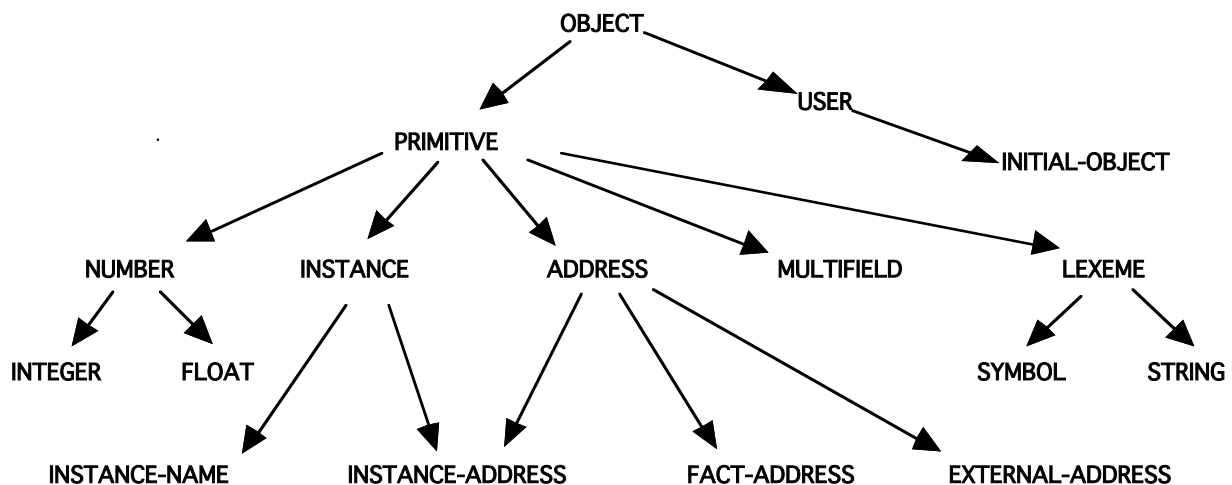 OBJECT
USER
PRIMITIVE
INITIAL-OBJECT
NUMBER INSTANCE ADDRESS MULTIFIELD LEXEME
INTEGER FLOAT SYMBOL STRING
INSTANCE-NAME INSTANCE-ADDRESS FACT-ADDRESS EXTERNAL-ADDRESS